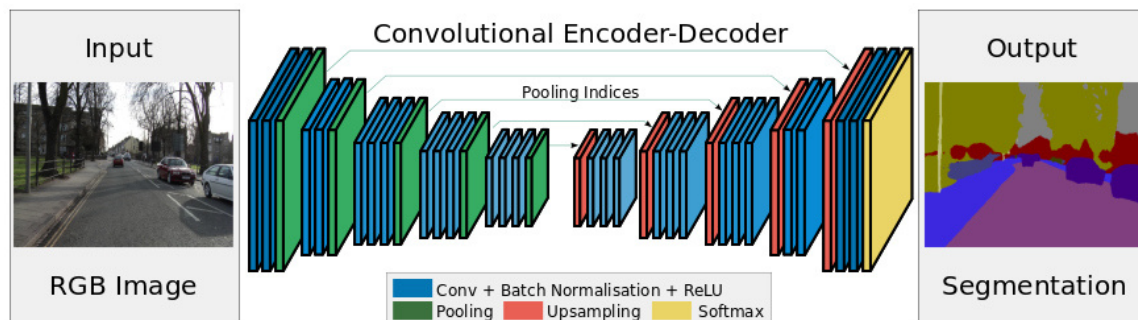 Input
RGB Image
Convolutional Encoder-Decoder
Pooling Indices
Conv + Batch Normalisation + ReLU
Pooling Upsampling Softmax
Output
Segmentation